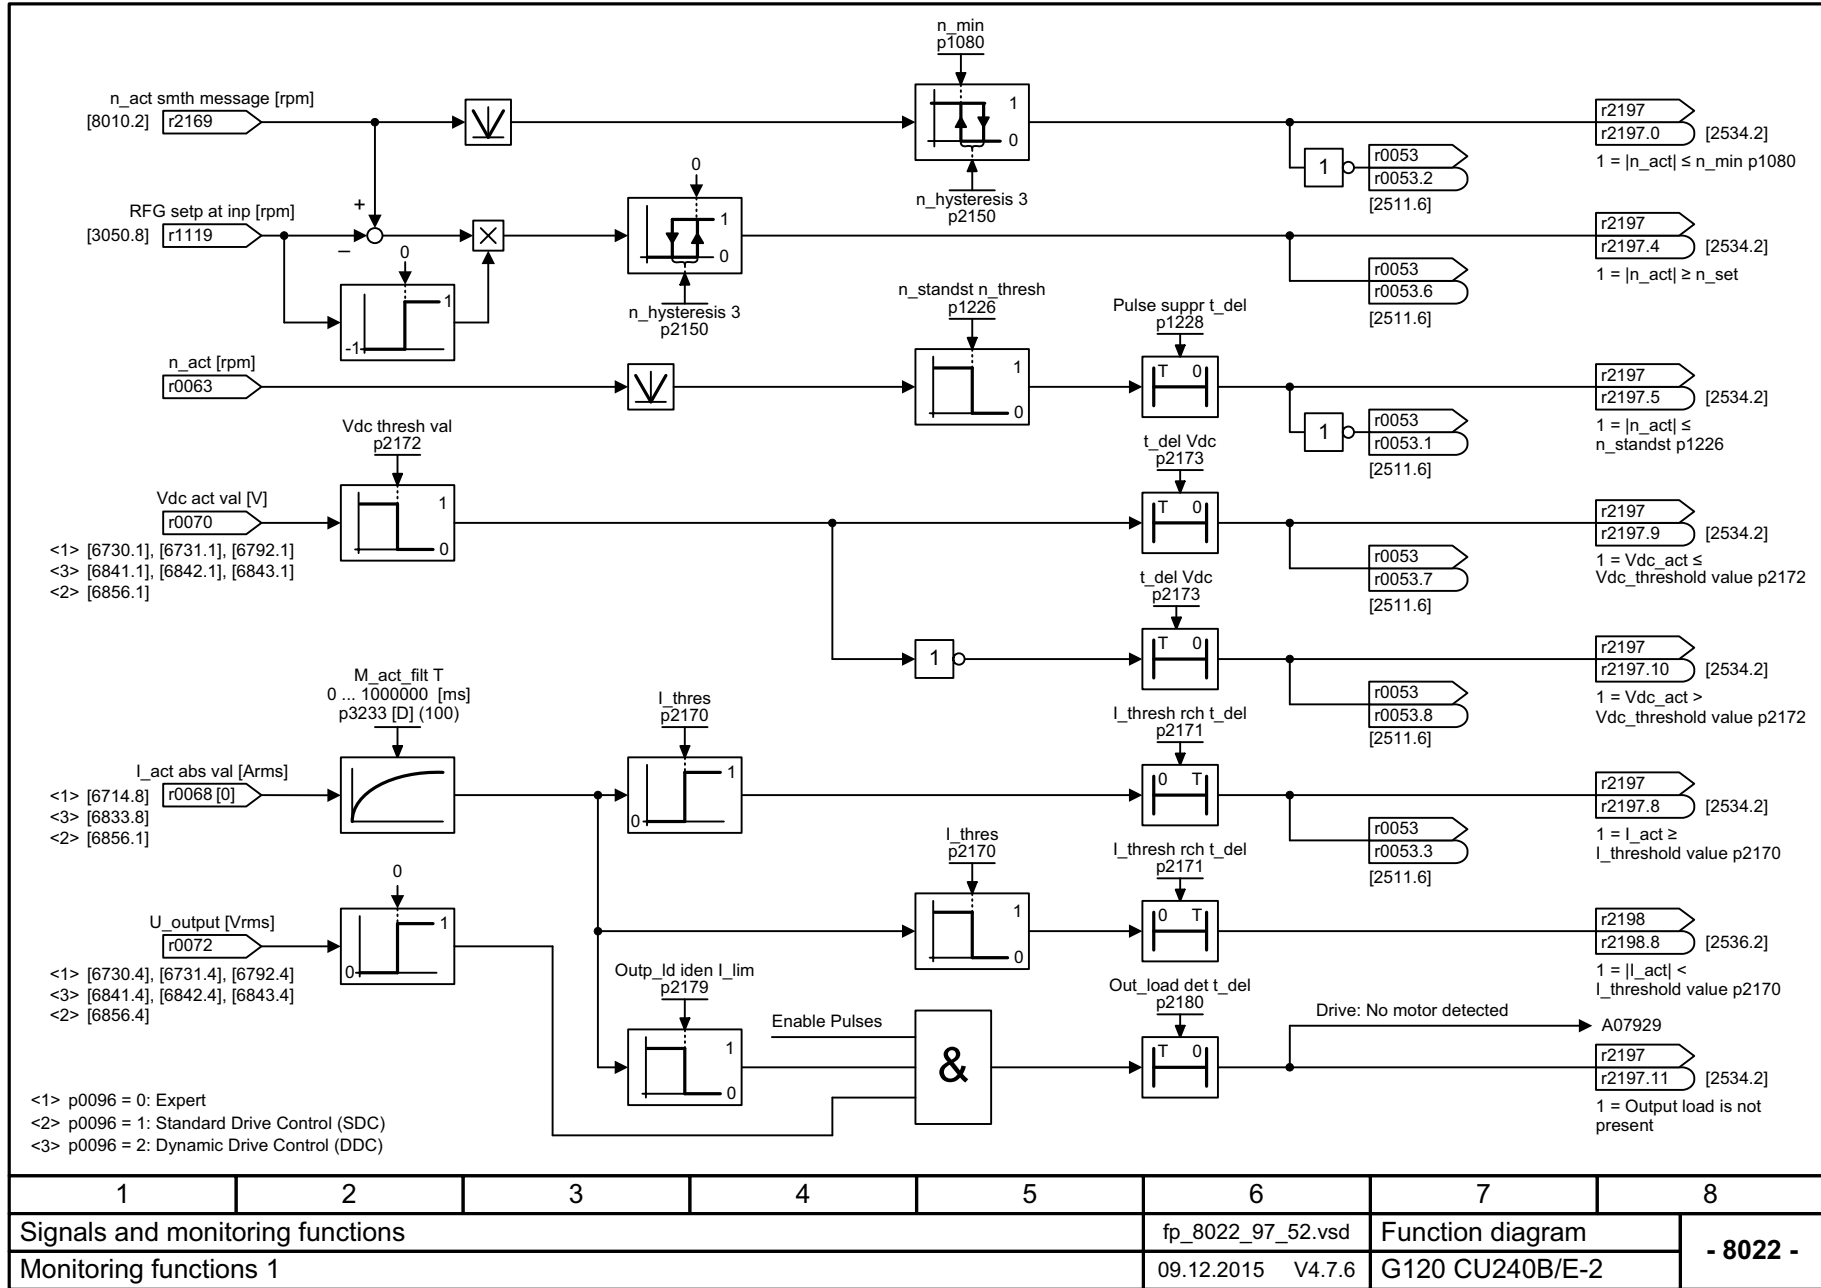 n_min
p1080
n_act smth message [rpm]
[8010.2] r2169
1
0
n_hysteresis 3
p2150
r2197
r2197.0 [2534.2]
1 = |n_act| ≤ n_min p1080
1
r0053
r0053.2
[2511.6]
RFG setp at inp [rpm]
[3050.8] r1119
+
–
0
1
-1
0
1
0
n_hysteresis 3
p2150
r2197
r2197.4 [2534.2]
1 = |n_act| ≥ n_set
r0053
r0053.6
[2511.6]
n_act [rpm]
r0063
n_standst n_thresh
p1226
1
0
Pulse suppr t_del
p1228
T 0
r2197
r2197.5 [2534.2]
1 = |n_act| ≤
n_standst p1226
1
r0053
r0053.1
[2511.6]
Vdc thresh val
p2172
Vdc act val [V]
r0070
<1> [6730.1], [6731.1], [6792.1]
<3> [6841.1], [6842.1], [6843.1]
<2> [6856.1]
1
0
t_del Vdc
p2173
T 0
r2197
r2197.9 [2534.2]
1 = Vdc_act ≤
Vdc_threshold value p2172
r0053
r0053.7
[2511.6]
1
t_del Vdc
p2173
T 0
r2197
r2197.10 [2534.2]
1 = Vdc_act >
Vdc_threshold value p2172
r0053
r0053.8
[2511.6]
M_act_filt T
0 ... 1000000 [ms]
p3233 [D] (100)
I_act abs val [Arms]
r0068 [0]
<1> [6714.8]
<3> [6833.8]
<2> [6856.1]
I_thres
p2170
1
0
I_thresh rch t_del
p2171
0 T
r2197
r2197.8 [2534.2]
1 = I_act ≥
I_threshold value p2170
r0053
r0053.3
[2511.6]
I_thres
p2170
1
0
I_thresh rch t_del
p2171
0 T
r2198
r2198.8 [2536.2]
1 = |I_act| <
I_threshold value p2170
0
U_output [Vrms]
r0072
1
0
<1> [6730.4], [6731.4], [6792.4]
<3> [6841.4], [6842.4], [6843.4]
<2> [6856.4]
Outp_ld iden I_lim
p2179
1
0
Enable Pulses
&
Out_load det t_del
p2180
T 0
Drive: No motor detected
A07929
r2197
r2197.11 [2534.2]
1 = Output load is not
present
<1> p0096 = 0: Expert
<2> p0096 = 1: Standard Drive Control (SDC)
<3> p0096 = 2: Dynamic Drive Control (DDC)
1 2 3 4 5 6 7 8
Signals and monitoring functions fp_8022_97_52.vsd Function diagram
- 8022 -
Monitoring functions 1 09.12.2015 V4.7.6 G120 CU240B/E-2